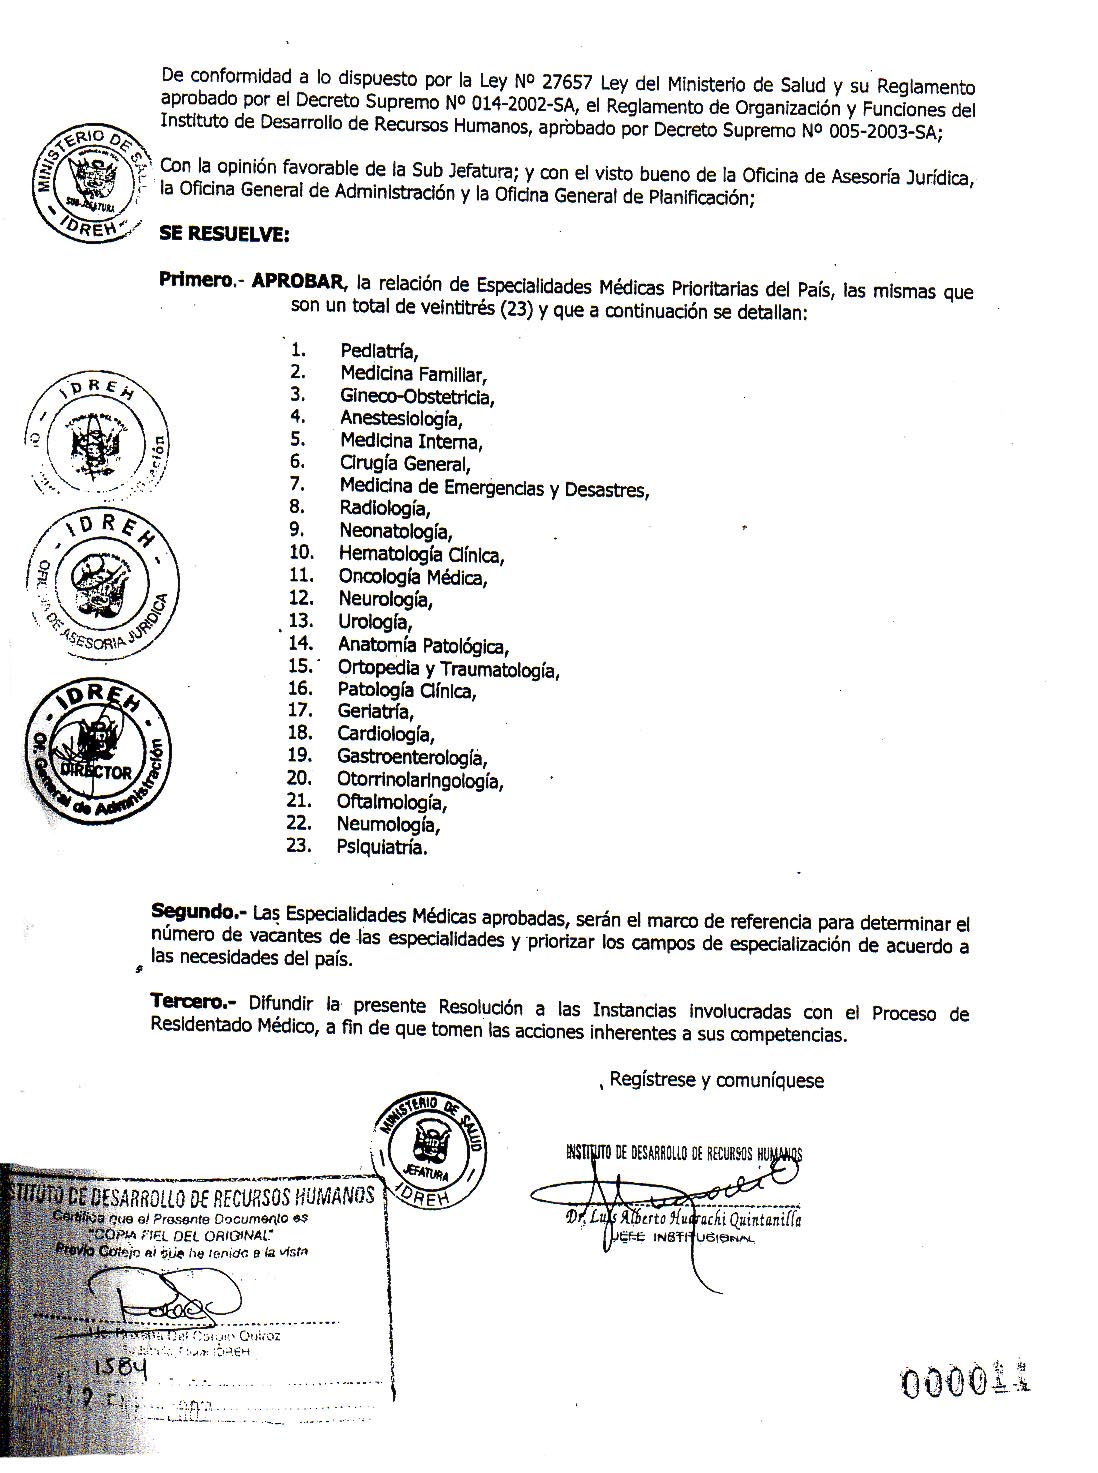 De conformidad a lo dispuesto por la Ley Nº 27657 Ley del Ministerio de Salud y su Reglamento
aprobado por el Decreto Supremo Nº 014-2002-SA, el Reglamento de Organización y Funciones del
Instituto de Desarrollo de Recursos Humanos, aprobado por Decreto Supremo Nº 005-2003-SA;
Con la opinión favorable de la Sub Jefatura; y con el visto bueno de la Oficina de Asesoría Jurídica,
la Oficina General de Administración y la Oficina General de Planificación;
MINISTERIO DE
SUB-JEFATURA
- IDREH -
SE RESUELVE:
Primero.- APROBAR, la relación de Especialidades Médicas Prioritarias del País, las mismas que
son un total de veintitrés (23) y que a continuación se detallan:
1. Pediatría,
2. Medicina Familiar,
3. Gineco-Obstetricia,
4. Anestesiología,
5. Medicina Interna,
6. Cirugía General,
7. Medicina de Emergencias y Desastres,
8. Radiología,
9. Neonatología,
10. Hematología Clínica,
11. Oncología Médica,
12. Neurología,
13. Urología,
14. Anatomía Patológica,
15. Ortopedia y Traumatología,
16. Patología Clínica,
17. Geriatría,
18. Cardiología,
19. Gastroenterología,
20. Otorrinolaringología,
21. Oftalmología,
22. Neumología,
23. Psiquiatría.
- IDREH
- IDREH -
DE ASESORIA JURIDICA
- IDREH -
DIRECTOR
Of. General de Administración
Segundo.- Las Especialidades Médicas aprobadas, serán el marco de referencia para determinar el
número de vacantes de las especialidades y priorizar los campos de especialización de acuerdo a
las necesidades del país.
Tercero.- Difundir la presente Resolución a las Instancias involucradas con el Proceso de
Residentado Médico, a fin de que tomen las acciones inherentes a sus competencias.
Regístrese y comuníquese
MINISTERIO DE SALUD
JEFATURA
IDREH
INSTITUTO DE DESARROLLO DE RECURSOS HUMANOS
Dr. Luis Alberto Huarachi Quintanilla
JEFE INSTITUCIONAL
TITUTO DE DESARROLLO DE RECURSOS HUMANOS
Certifica que el Presente Documento es
"COPIA FIEL DEL ORIGINAL"
Previo Cotejo al que he tenido a la vista
Del Quiroz
IDREH
1584
000011